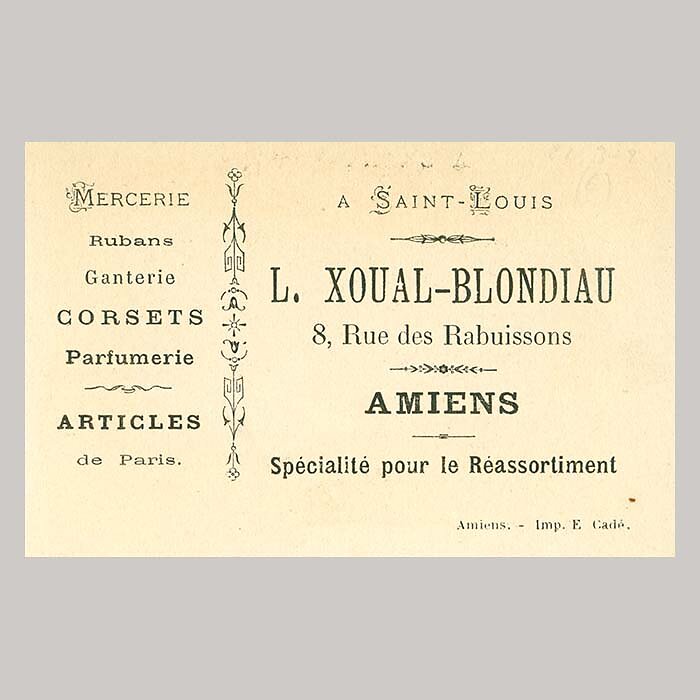 MERCERIE
Rubans
Ganterie
CORSETS
Parfumerie
ARTICLES
de Paris.
A SAINT-LOUIS
L. XOUAL-BLONDIAU
8, Rue des Rabuissons
AMIENS
Spécialité pour le Réassortiment
Amiens. - Imp. E Cadé.